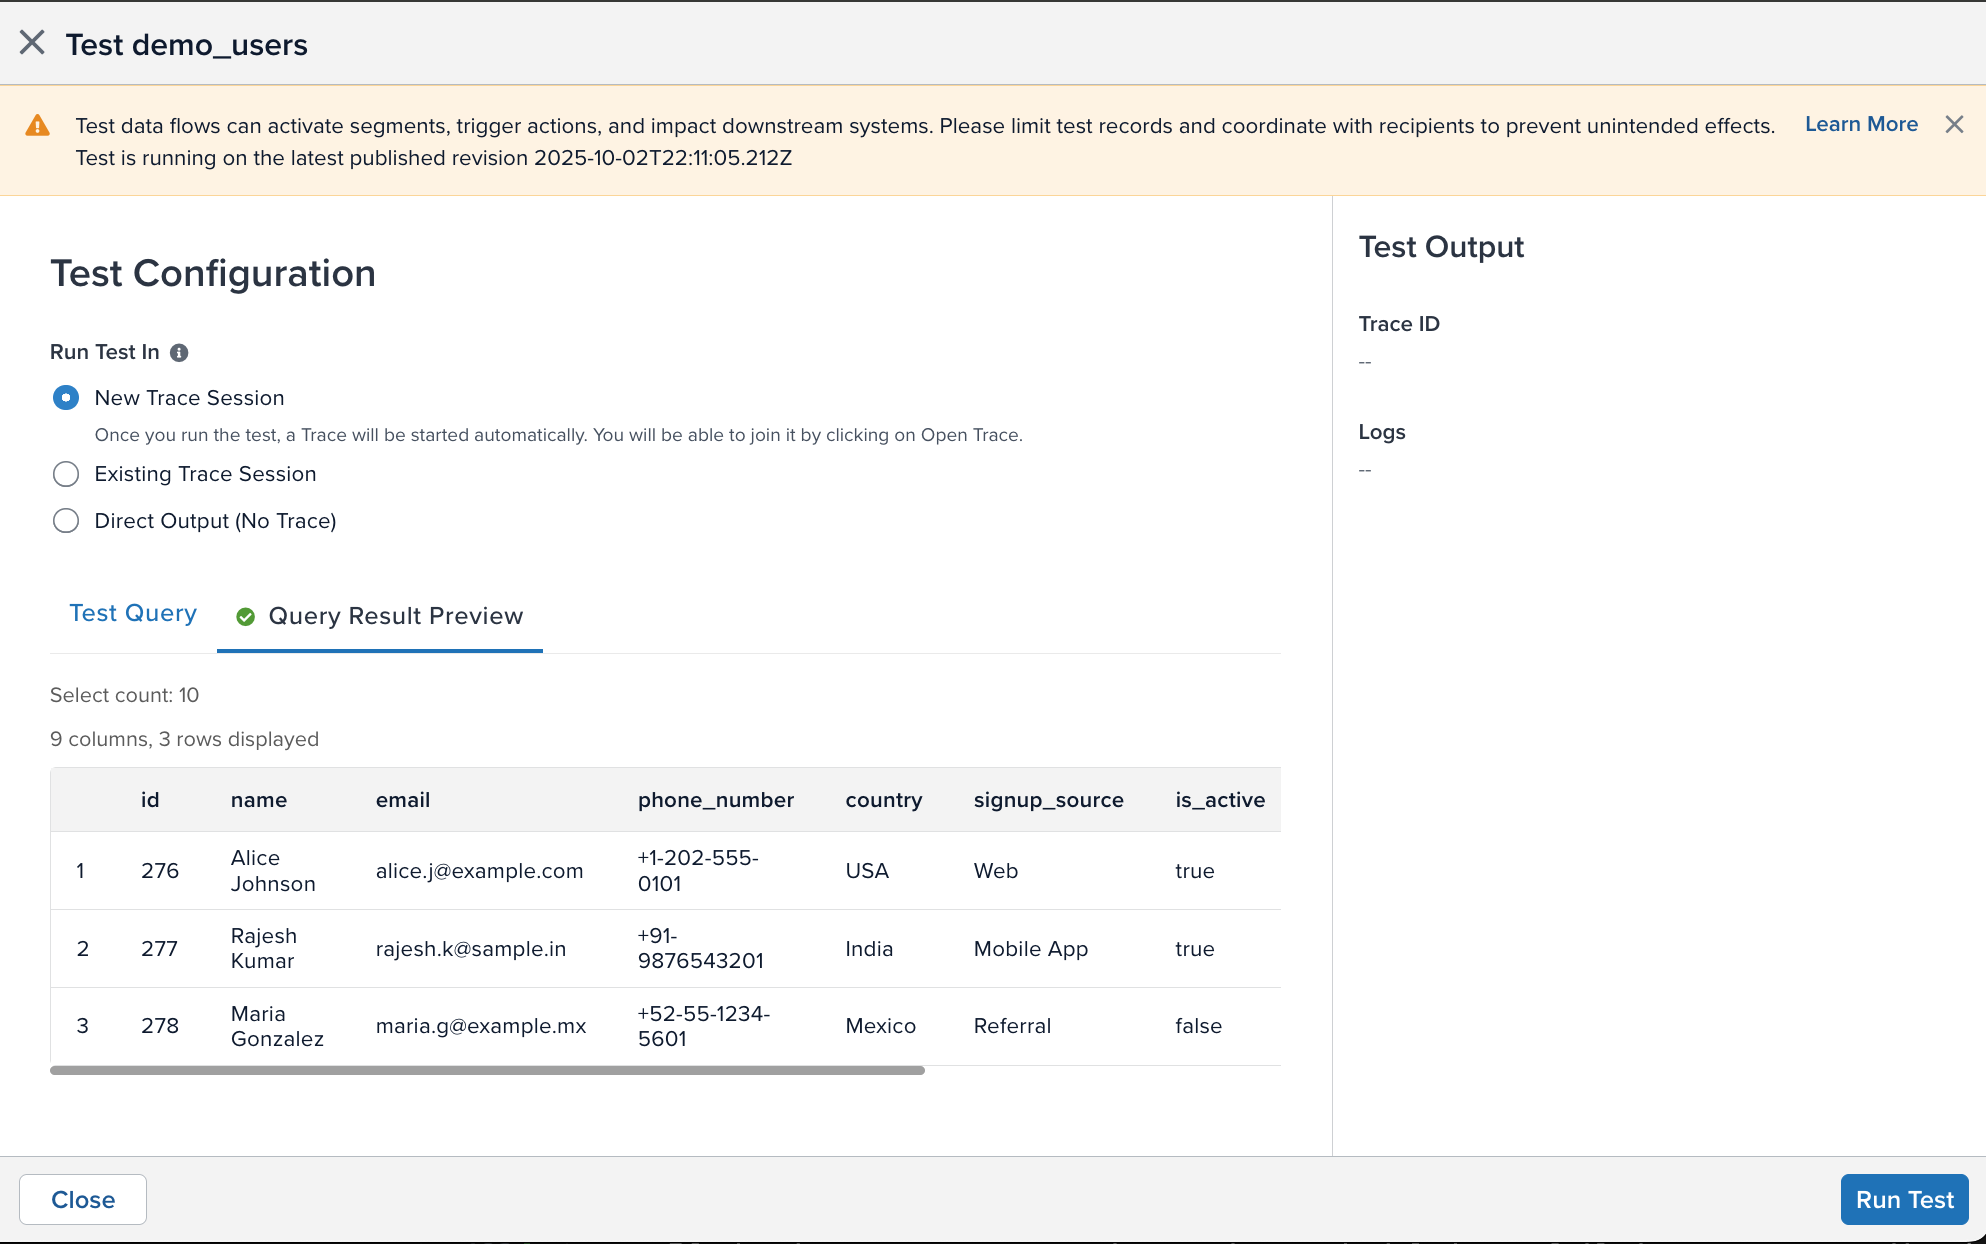 Test demo_users
Test data flows can activate segments, trigger actions, and impact downstream systems. Please limit test records and coordinate with recipients to prevent unintended effects.
Test is running on the latest published revision 2025-10-02T22:11:05.212Z
Learn More
Test Configuration
Run Test In
New Trace Session
Once you run the test, a Trace will be started automatically. You will be able to join it by clicking on Open Trace.
Existing Trace Session
Direct Output (No Trace)
Test Query
Query Result Preview
Select count: 10
9 columns, 3 rows displayed
id name email phone_number country signup_source is_active
1 276 Alice Johnson alice.j@example.com +1-202-555-0101 USA Web true
2 277 Rajesh Kumar rajesh.k@sample.in +91-9876543201 India Mobile App true
3 278 Maria Gonzalez maria.g@example.mx +52-55-1234-5601 Mexico Referral false
Test Output
Trace ID
--
Logs
--
Close
Run Test